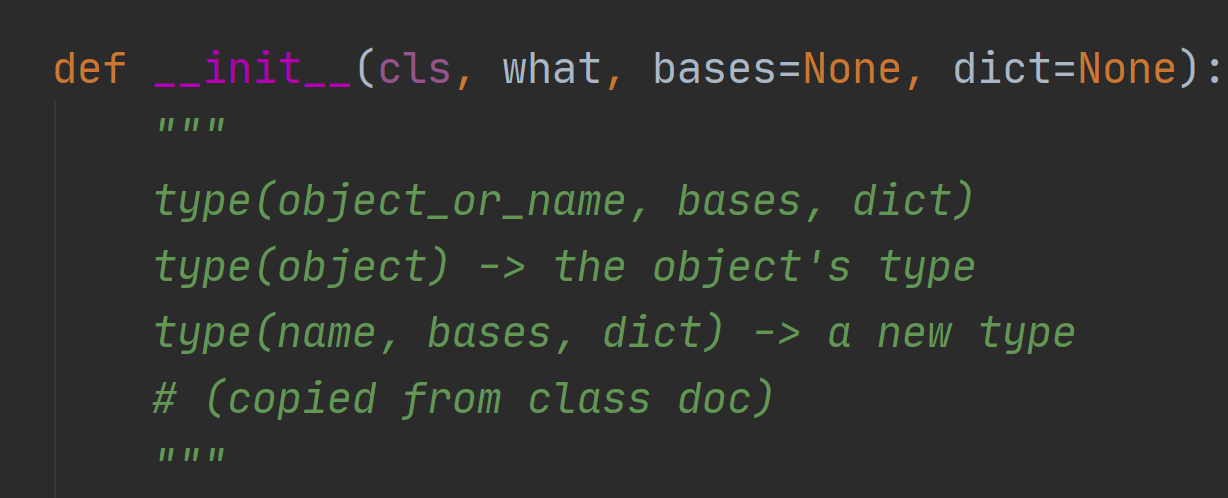 def __init__(cls, what, bases=None, dict=None):
"""
type(object_or_name, bases, dict)
type(object) -> the object's type
type(name, bases, dict) -> a new type
# (copied from class doc)
"""